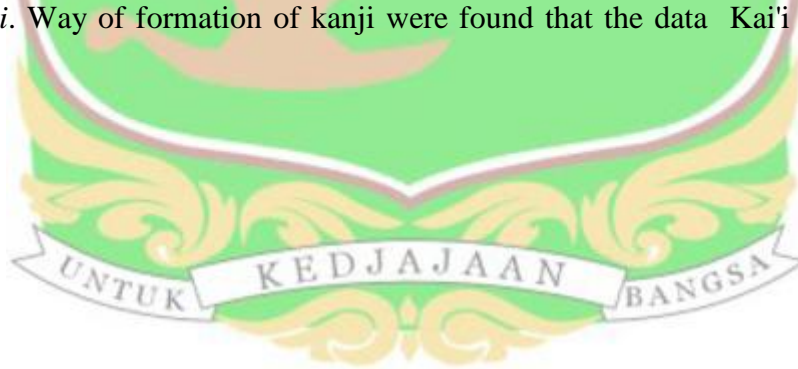 i. Way of formation of kanji were found that the data Kai'i
UNTUK KEDJAJAAN BANGSA